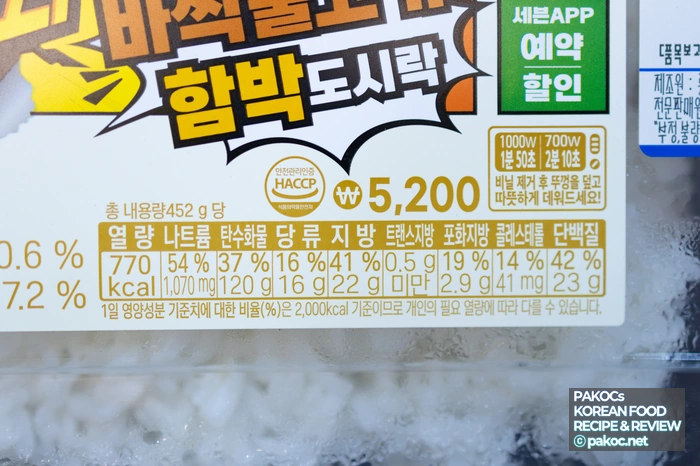 바싹불고기
함박도시락
세븐APP
예약
할인
[품목보고
제조원 :
전문판매원
*부정,불량
1000w 700w
1분 50초 2분 10초
비닐 제거 후 뚜껑을 덮고
따뜻하게 데워드세요!
안전관리인증
HACCP
식품의약품안전처
₩5,200
총 내용량452 g 당
0.6 %
7.2 %
열량 나트륨 탄수화물 당류 지방 트랜스지방 포화지방 콜레스테롤 단백질
770 54 % 37 % 16 % 41 % 0.5 g 19 % 14 % 42 %
kcal 1,070 mg 120 g 16 g 22 g 미만 2.9 g 41 mg 23 g
1일 영양성분 기준치에 대한 비율(%)은 2,000kcal 기준이므로 개인의 필요 열량에 따라 다를 수 있습니다.
PAKOCs
KOREAN FOOD
RECIPE & REVIEW
ⓒ pakoc.net